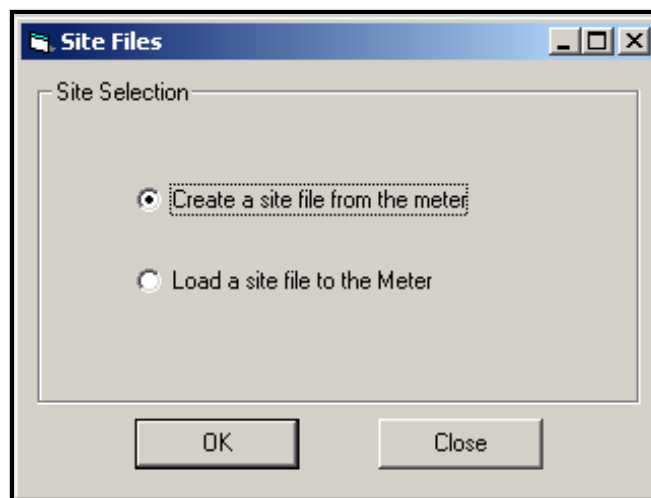 Site Files
Site Selection
Create a site file from the meter
Load a site file to the Meter
OK
Close